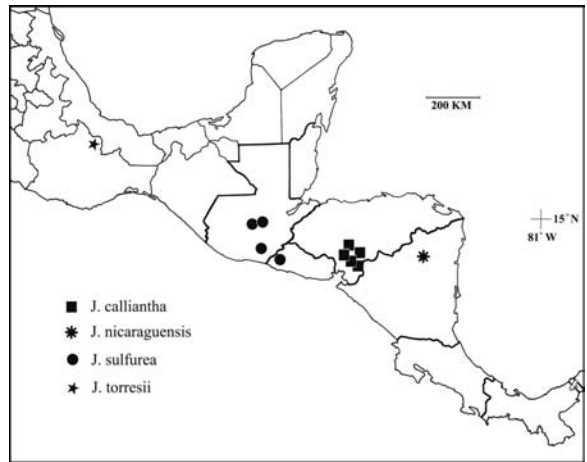 200 KM
15°N
81°W
J. calliantha
J. nicaraguensis
J. sulfurea
J. torresii